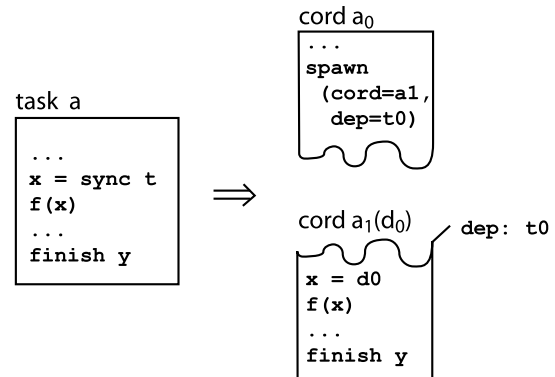 task a
...
x = sync t
f(x)
...
finish y
cord a₀
...
spawn
(cord=a1,
dep=t0)
cord a₁(d₀)
dep: t0
x = d0
f(x)
...
finish y